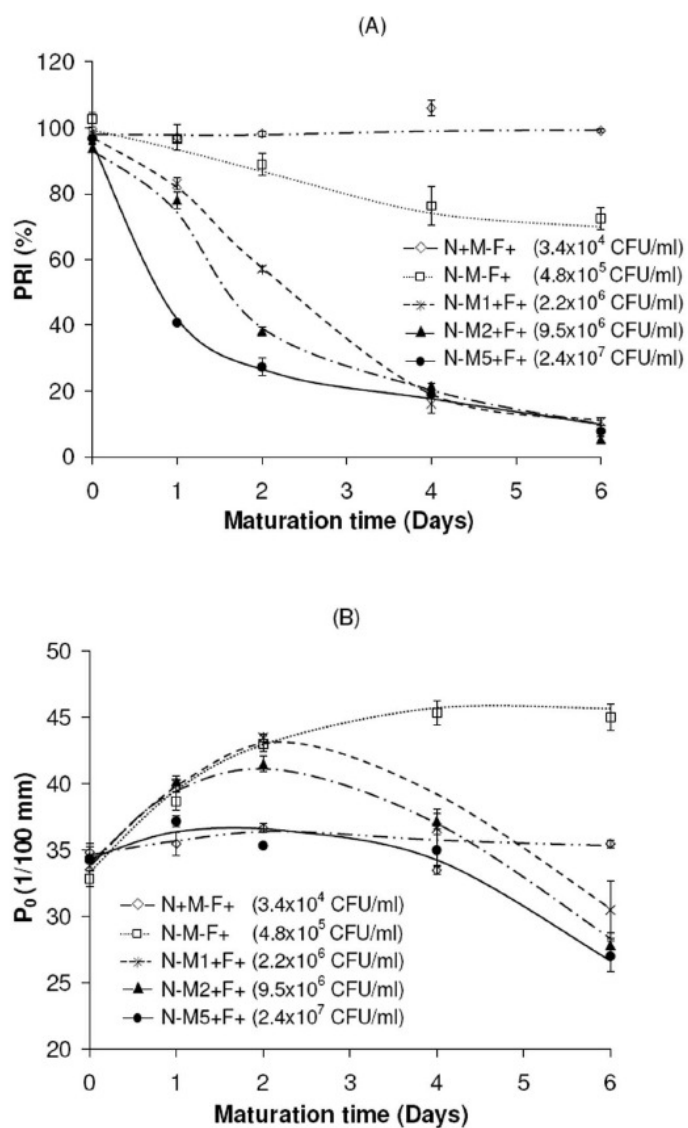 (A)
120
100
80
60
40
20
0
PRI (%)
N+M-F+ (3.4x10⁴ CFU/ml)
N-M-F+ (4.8x10⁵ CFU/ml)
N-M1+F+ (2.2x10⁶ CFU/ml)
N-M2+F+ (9.5x10⁶ CFU/ml)
N-M5+F+ (2.4x10⁷ CFU/ml)
0 1 2 3 4 5 6
Maturation time (Days)
(B)
50
45
40
35
30
25
20
P₀ (1/100 mm)
N+M-F+ (3.4x10⁴ CFU/ml)
N-M-F+ (4.8x10⁵ CFU/ml)
N-M1+F+ (2.2x10⁶ CFU/ml)
N-M2+F+ (9.5x10⁶ CFU/ml)
N-M5+F+ (2.4x10⁷ CFU/ml)
0 1 2 3 4 5 6
Maturation time (Days)